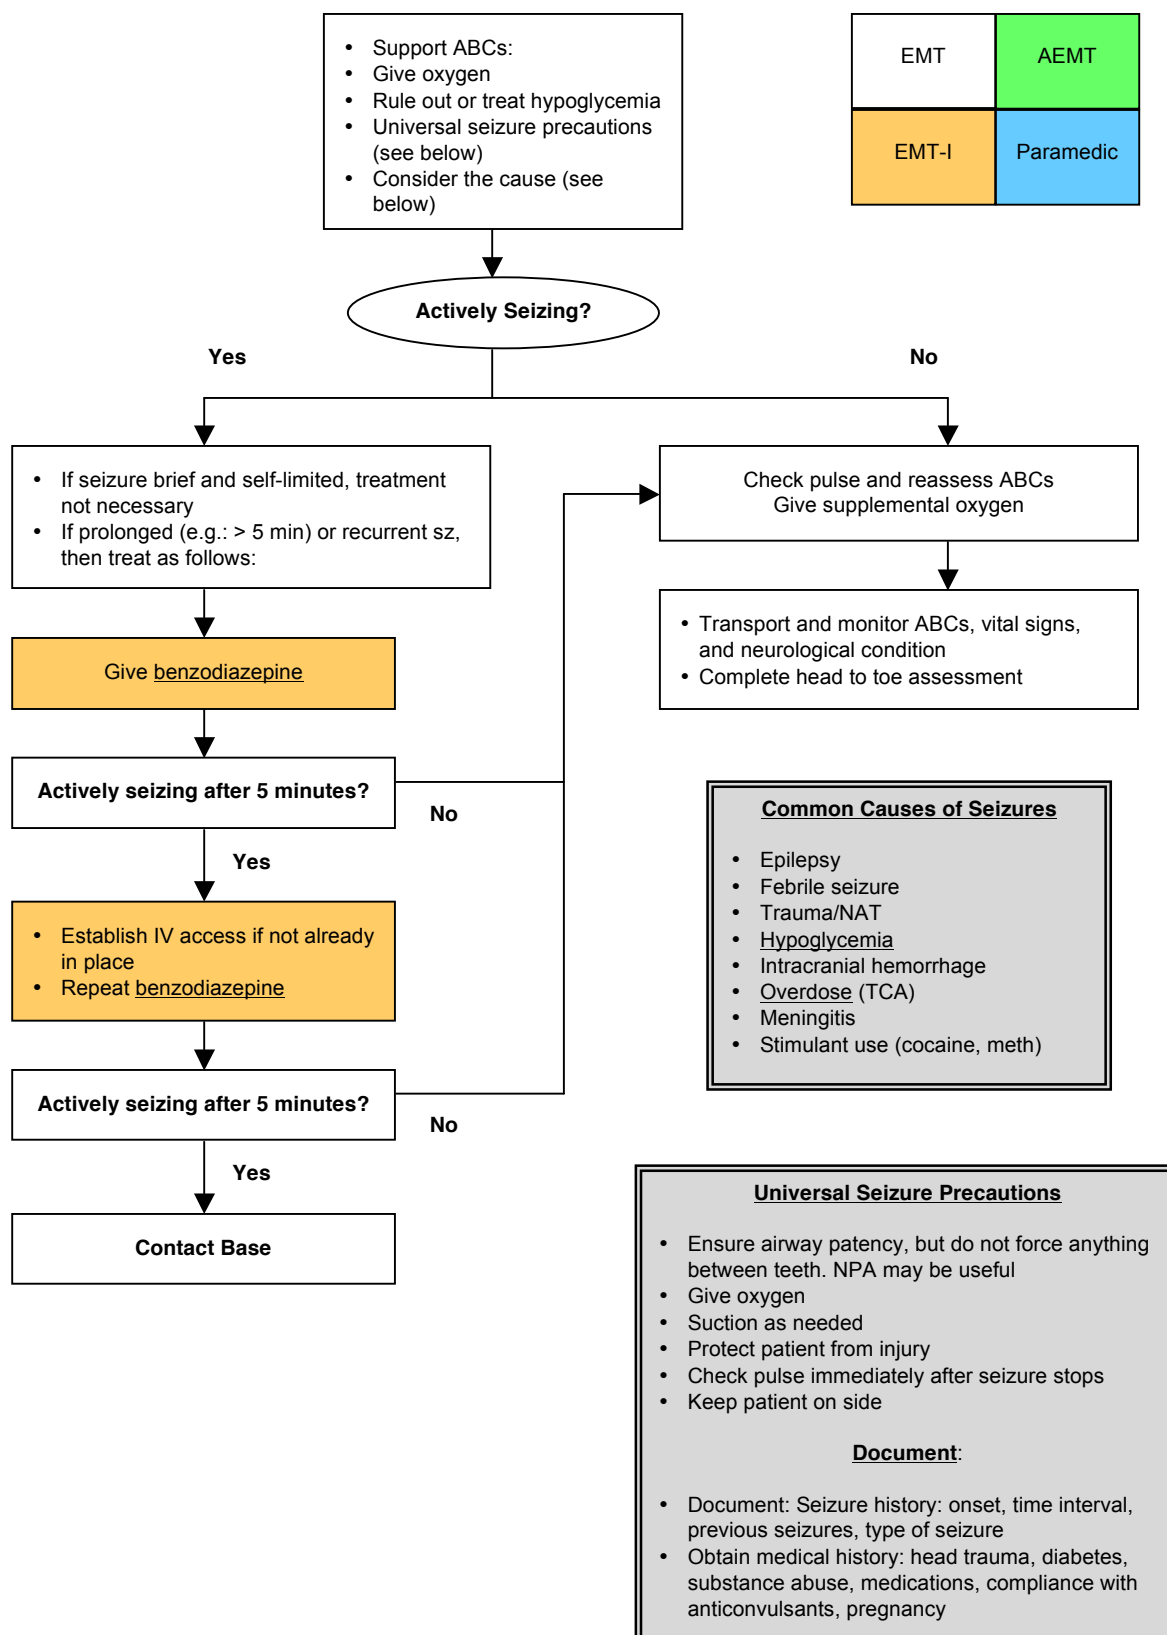 • Support ABCs:
• Give oxygen
• Rule out or treat hypoglycemia
• Universal seizure precautions
(see below)
• Consider the cause (see
below)
EMT
AEMT
EMT-I
Paramedic
Actively Seizing?
Yes
No
• If seizure brief and self-limited, treatment
not necessary
• If prolonged (e.g.: > 5 min) or recurrent sz,
then treat as follows:
Check pulse and reassess ABCs
Give supplemental oxygen
• Transport and monitor ABCs, vital signs,
and neurological condition
• Complete head to toe assessment
Give benzodiazepine
Actively seizing after 5 minutes?
No
Yes
• Establish IV access if not already
in place
• Repeat benzodiazepine
Actively seizing after 5 minutes?
No
Yes
Contact Base
Common Causes of Seizures
• Epilepsy
• Febrile seizure
• Trauma/NAT
• Hypoglycemia
• Intracranial hemorrhage
• Overdose (TCA)
• Meningitis
• Stimulant use (cocaine, meth)
Universal Seizure Precautions
• Ensure airway patency, but do not force anything
between teeth. NPA may be useful
• Give oxygen
• Suction as needed
• Protect patient from injury
• Check pulse immediately after seizure stops
• Keep patient on side
Document:
• Document: Seizure history: onset, time interval,
previous seizures, type of seizure
• Obtain medical history: head trauma, diabetes,
substance abuse, medications, compliance with
anticonvulsants, pregnancy